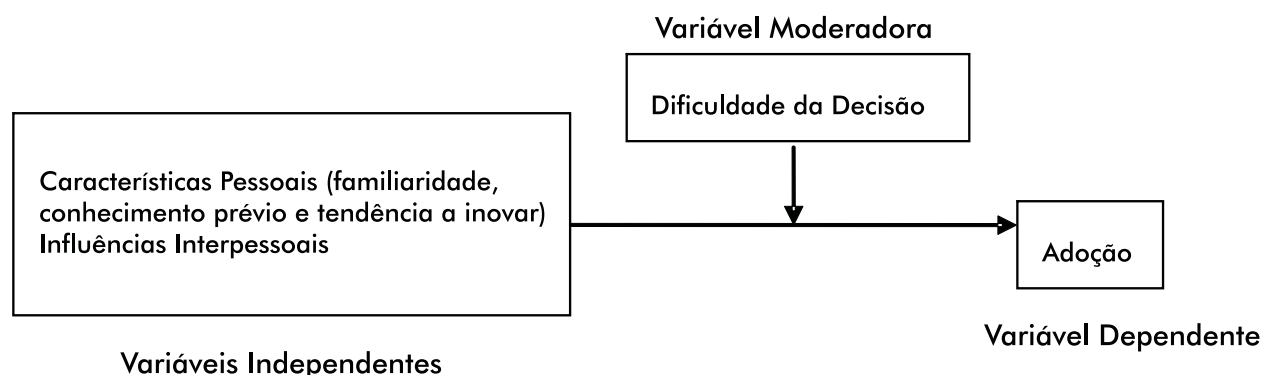 Variável Moderadora
Dificuldade da Decisão
Características Pessoais (familiaridade,
conhecimento prévio e tendência a inovar)
Influências Interpessoais
Adoção
Variável Dependente
Variáveis Independentes